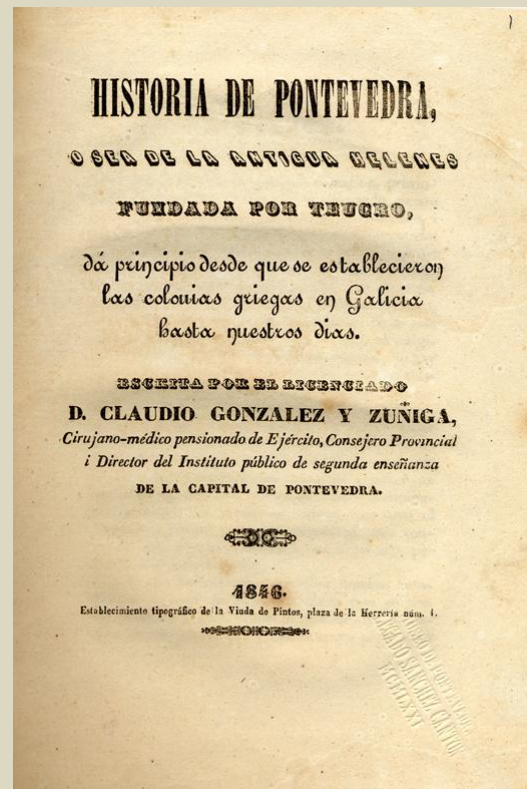 HISTORIA DE PONTEVEDRA,
O SEA DE LA ANTIGUA HELENES
FUNDADA POR TEUCRO,
dá principio desde que se establecieron
las colonias griegas en Galicia
hasta nuestros dias.
ESCRITA POR EL LICENCIADO
D. CLAUDIO GONZALEZ Y ZUÑIGA,
Cirujano-médico pensionado de Ejército, Consejero Provincial
i Director del Instituto público de segunda enseñanza
DE LA CAPITAL DE PONTEVEDRA.
1846.
Establecimiento tipográfico de la Viuda de Pintos, plaza de la Herrería núm. 1.
SANCHEZ CANTON